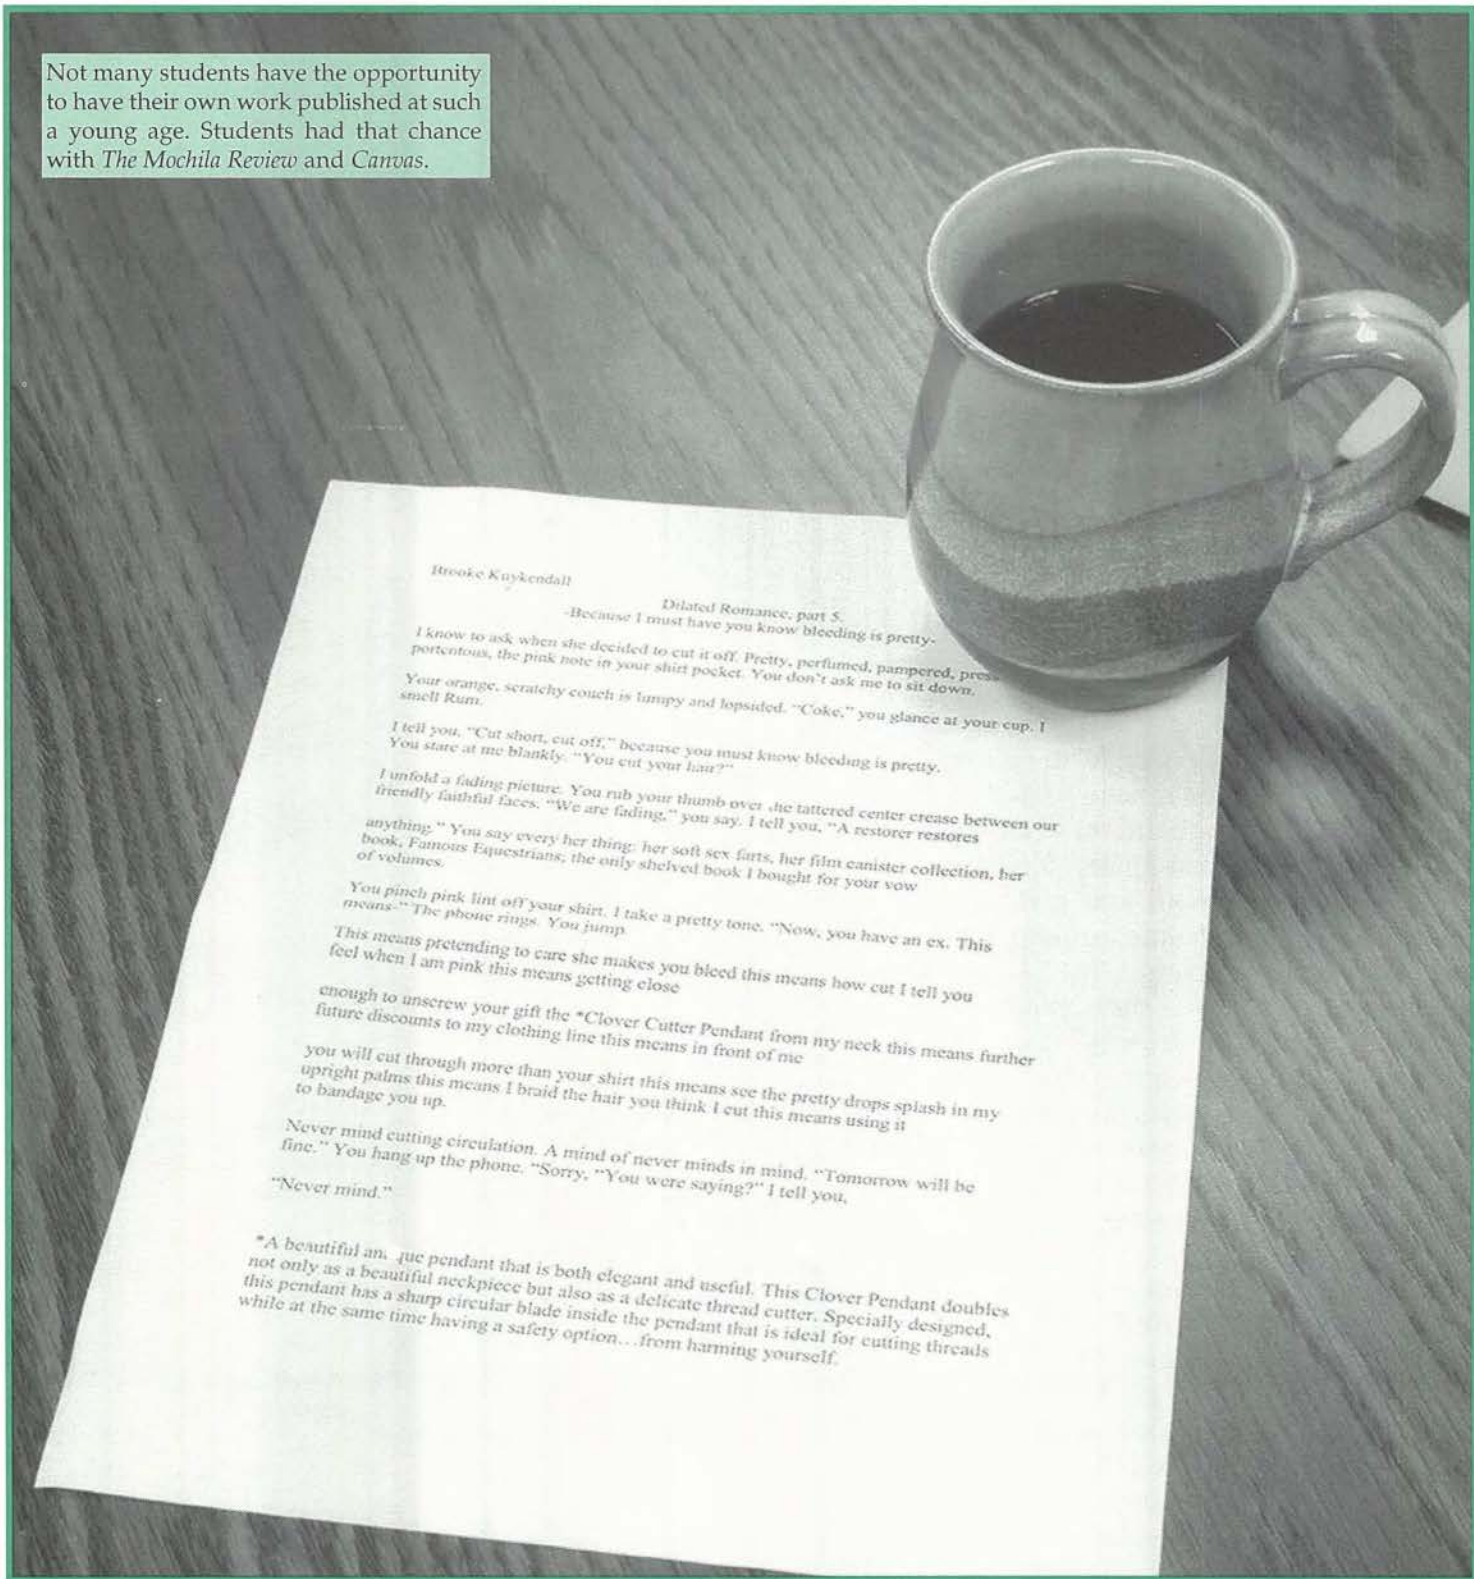 Not many students have the opportunity
to have their own work published at such
a young age. Students had that chance
with The Mochila Review and Canvas.
Brooke Kuykendall
Dilated Romance, part 5.
-Because I must have you know bleeding is pretty-
I know to ask when she decided to cut it off. Pretty, perfumed, pampered,
portentous, the pink note in your shirt pocket. You don't ask me to sit down.
Your orange, scratchy couch is lumpy and lopsided. "Coke," you glance at your cup. I
smell Rum.
I tell you, "Cut short, cut off," because you must know bleeding is pretty.
You stare at me blankly. "You cut your hair?"
I unfold a fading picture. You rub your thumb over the tattered center crease between our
friendly faithful faces. "We are fading," you say. I tell you, "A restorer restores
anything." You say every her thing: her soft sex farts, her film canister collection, her
book, Famous Equestrians; the only shelved book I bought for your vow
of volumes.
You pinch pink lint off your shirt. I take a pretty tone. "Now, you have an ex. This
means-" The phone rings. You jump.
This means pretending to care she makes you bleed this means how cut I tell you
feel when I am pink this means getting close
enough to unscrew your gift the *Clover Cutter Pendant from my neck this means further
future discounts to my clothing line this means in front of me
you will cut through more than your shirt this means see the pretty drops splash in my
upright palms this means I braid the hair you think I cut this means using it
to bandage you up.
Never mind cutting circulation. A mind of never minds in mind. "Tomorrow will be
fine." You hang up the phone. "Sorry, "You were saying?" I tell you,
"Never mind."
*A beautiful pendant that is both elegant and useful. This Clover Pendant doubles
not only as a beautiful neckpiece but also as a delicate thread cutter. Specially designed,
this pendant has a sharp circular blade inside the pendant that is ideal for cutting threads
while at the same time having a safety option…from harming yourself.